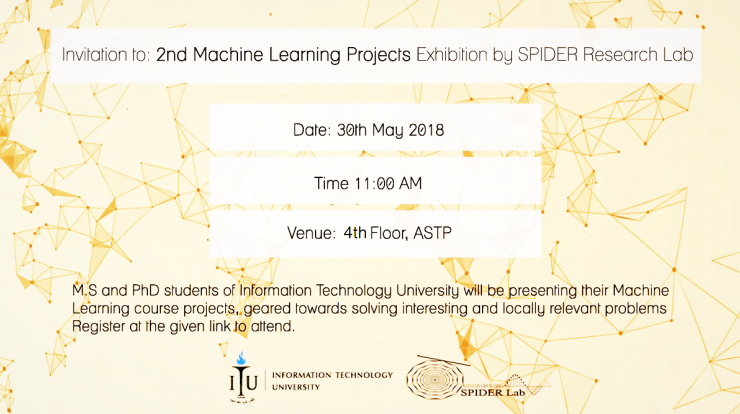 Invitation to: 2nd Machine Learning Projects Exhibition by SPIDER Research Lab
Date: 30th May 2018
Time 11:00 AM
Venue: 4th Floor, ASTP
M.S and PhD students of Information Technology University will be presenting their Machine
Learning course projects, geared towards solving interesting and locally relevant problems
Register at the given link to attend.
ITU
INFORMATION TECHNOLOGY
UNIVERSITY
SPIDER Lab